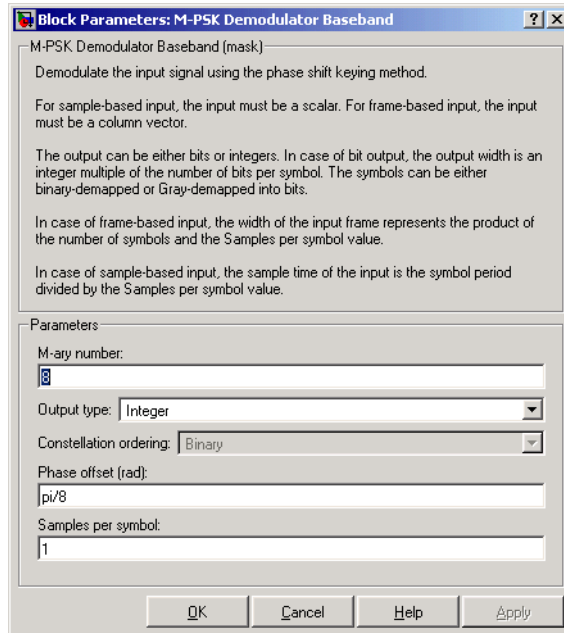 Block Parameters: M-PSK Demodulator Baseband
M-PSK Demodulator Baseband (mask)
Demodulate the input signal using the phase shift keying method.
For sample-based input, the input must be a scalar. For frame-based input, the input
must be a column vector.
The output can be either bits or integers. In case of bit output, the output width is an
integer multiple of the number of bits per symbol. The symbols can be either
binary-demapped or Gray-demapped into bits.
In case of frame-based input, the width of the input frame represents the product of
the number of symbols and the Samples per symbol value.
In case of sample-based input, the sample time of the input is the symbol period
divided by the Samples per symbol value.
Parameters
M-ary number:
8
Output type: Integer
Constellation ordering: Binary
Phase offset (rad):
pi/8
Samples per symbol:
1
OK Cancel Help Apply